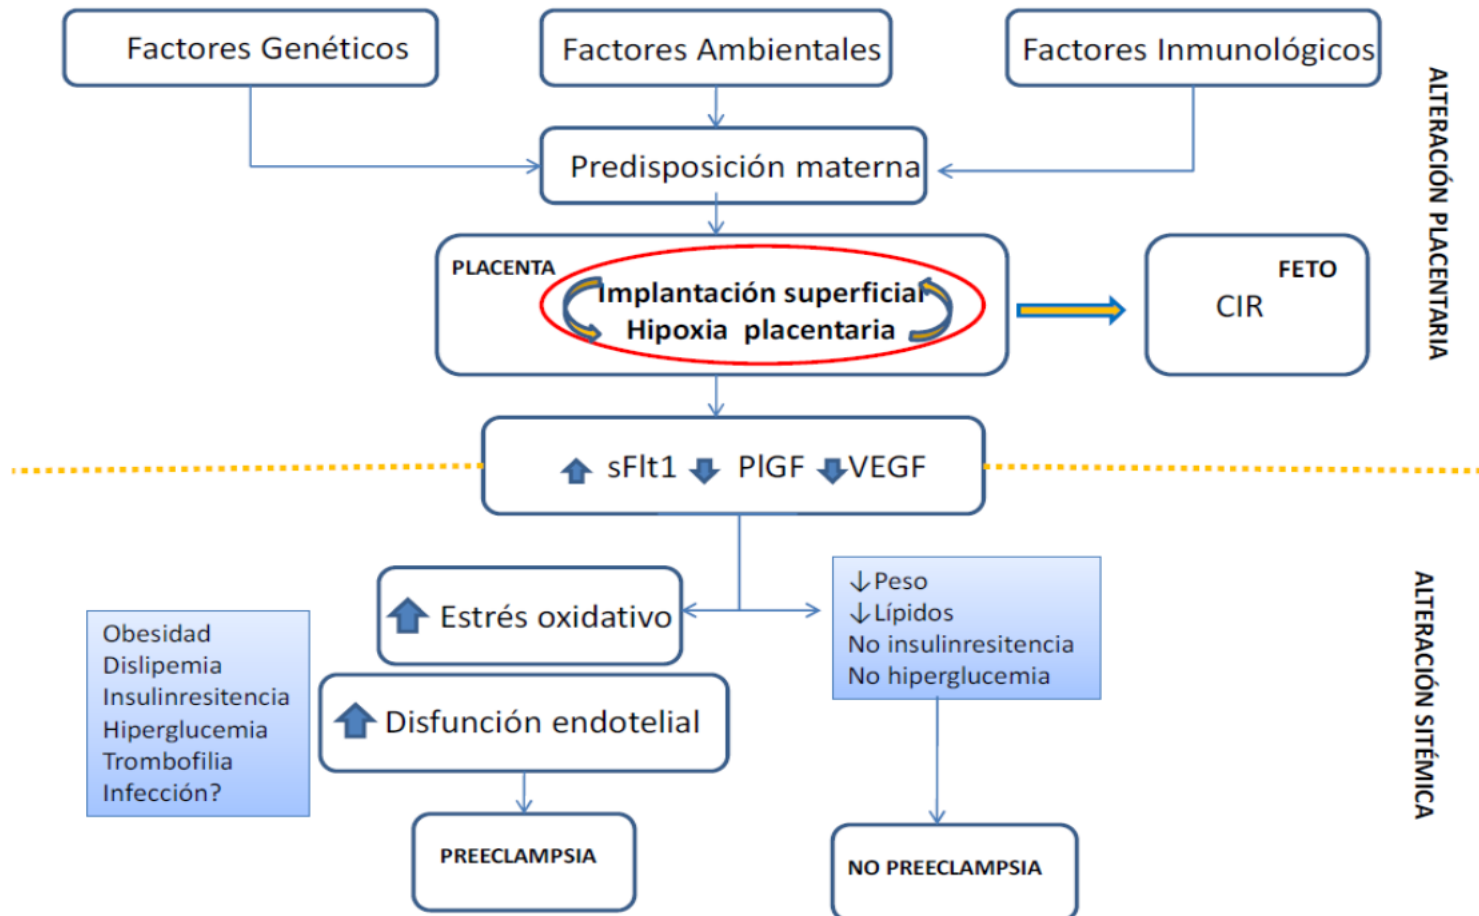 Factores Genéticos
Factores Ambientales
Factores Inmunológicos
Predisposición materna
ALTERACIÓN PLACENTARIA
PLACENTA
Implantación superficial
Hipoxia placentaria
FETO
CIR
sFlt1 PlGF VEGF
Estrés oxidativo
↓Peso
↓Lípidos
No insulinresitencia
No hiperglucemia
Obesidad
Dislipemia
Insulinresitencia
Hiperglucemia
Trombofilia
Infección?
Disfunción endotelial
ALTERACIÓN SITÉMICA
PREECLAMPSIA
NO PREECLAMPSIA